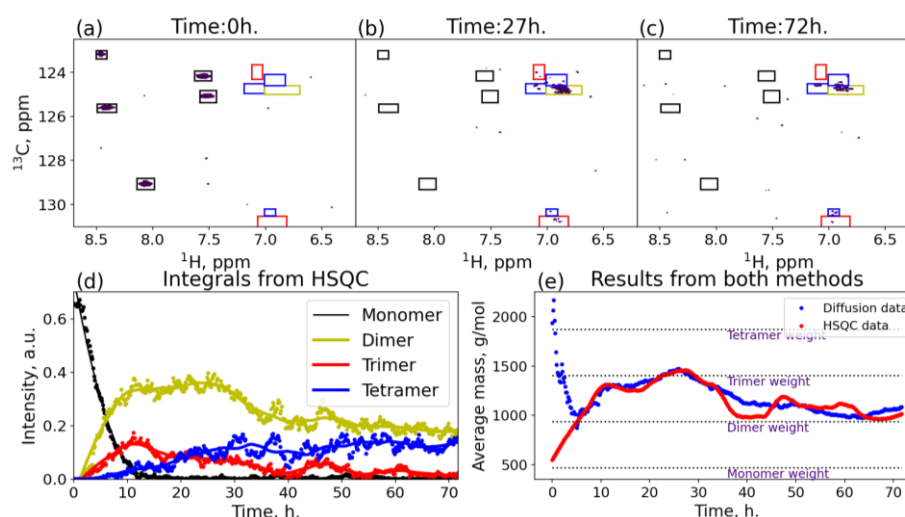 (a) Time:0h.
(b) Time:27h.
(c) Time:72h.
124
126
128
130
¹³C, ppm
8.5 8.0 7.5 7.0 6.5
8.5 8.0 7.5 7.0 6.5
8.5 8.0 7.5 7.0 6.5
¹H, ppm
¹H, ppm
¹H, ppm
(d) Integrals from HSQC
0.6
0.4
0.2
0.0
Intensity, a.u.
Monomer
Dimer
Trimer
Tetramer
0 10 20 30 40 50 60 70
Time, h.
(e) Results from both methods
2000
1500
1000
500
Average mass, g/mol
Diffusion data
HSQC data
Tetramer weight
Trimer weight
Dimer weight
Monomer weight
0 10 20 30 40 50 60 70
Time, h.